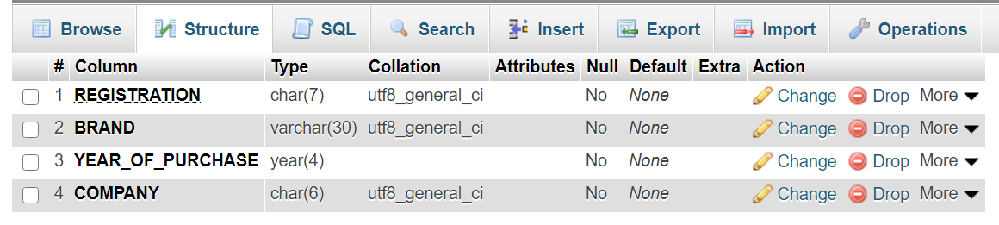 Browse Structure SQL Search Insert Export Import Operations
# Column Type Collation Attributes Null Default Extra Action
1 REGISTRATION char(7) utf8_general_ci No None Change Drop More
2 BRAND varchar(30) utf8_general_ci No None Change Drop More
3 YEAR_OF_PURCHASE year(4) No None Change Drop More
4 COMPANY char(6) utf8_general_ci No None Change Drop More